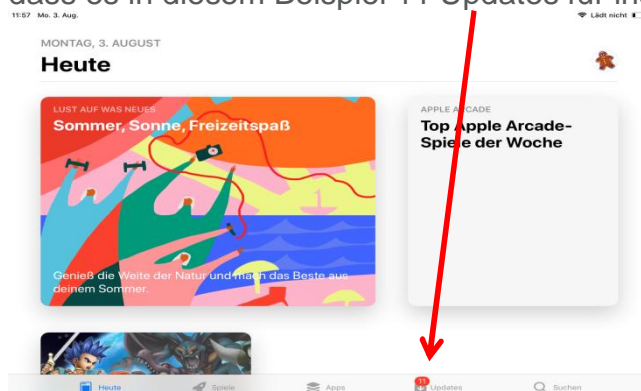 dass es in diesem Beispiel 11 Updates für
11:57 Mo. 3. Aug.
Lädt nicht
MONTAG, 3. AUGUST
Heute
LUST AUF WAS NEUES
Sommer, Sonne, Freizeitspaß
Genieß die Weite der Natur und mach das Beste aus
deinem Sommer.
APPLE ARCADE
Top Apple Arcade-
Spiele der Woche
11
Heute
Spiele
Apps
Updates
Suchen